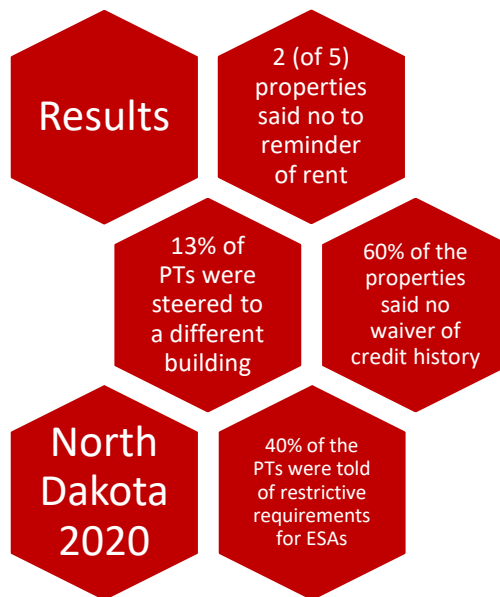 Results
2 (of 5)
properties
said no to
reminder
of rent
13% of
PTs were
steered to
a different
building
60% of the
properties
said no
waiver of
credit history
North
Dakota
2020
40% of the
PTs were told
of restrictive
requirements
for ESAs